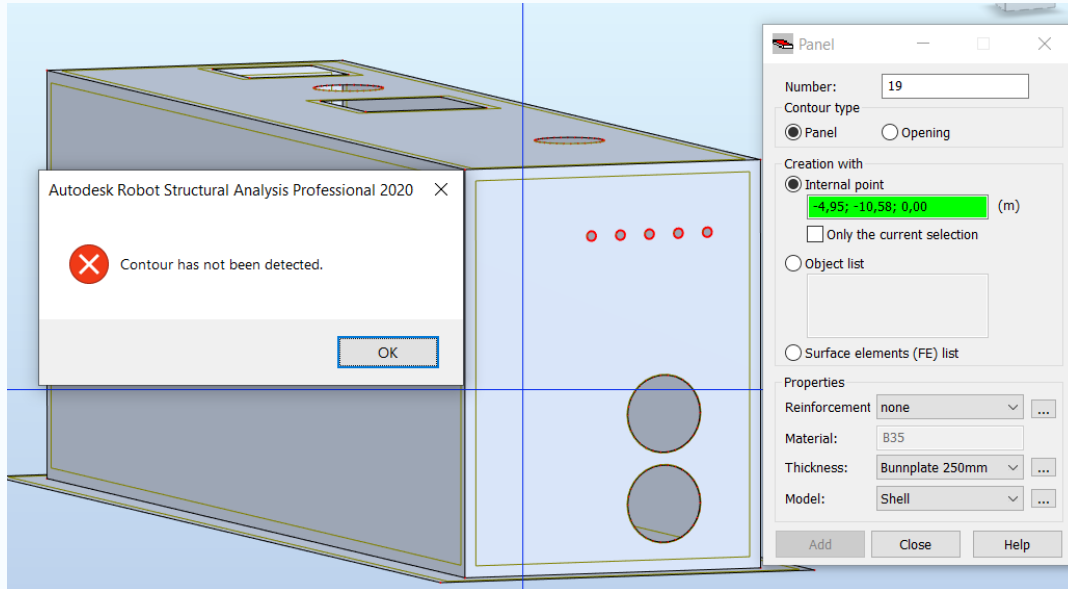 Panel
Number: 19
Contour type
Panel Opening
Creation with
Internal point
-4,95; -10,58; 0,00 (m)
Only the current selection
Object list
Surface elements (FE) list
Properties
Reinforcement none ...
Material: B35
Thickness: Bunnplate 250mm ...
Model: Shell ...
Add Close Help
Autodesk Robot Structural Analysis Professional 2020
Contour has not been detected.
OK